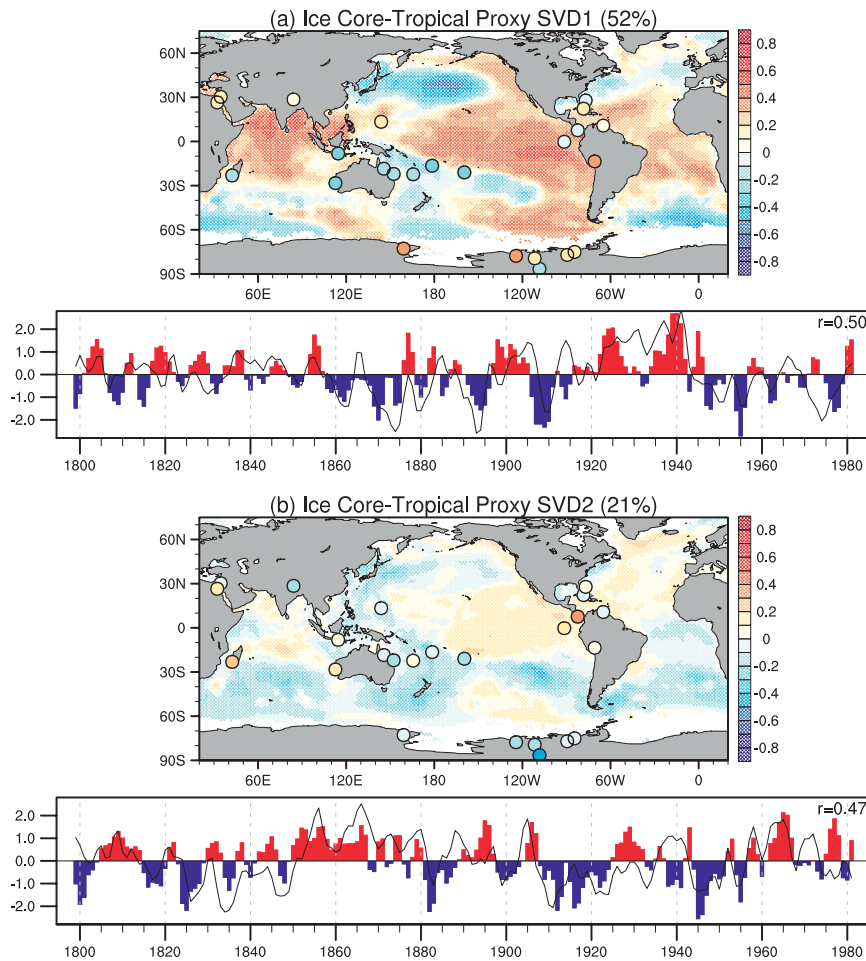 (a) Ice Core-Tropical Proxy SVD1 (52%)
75N
60N
30N
0
30S
60S
90S
60E 120E 180 120W 60W 0
0.8
0.6
0.4
0.2
0
-0.2
-0.4
-0.6
-0.8
r=0.50
2.0
1.0
0.0
-1.0
-2.0
1800 1820 1840 1860 1880 1900 1920 1940 1960 1980
(b) Ice Core-Tropical Proxy SVD2 (21%)
60N
30N
0
30S
60S
90S
60E 120E 180 120W 60W 0
0.8
0.6
0.4
0.2
0
-0.2
-0.4
-0.6
-0.8
r=0.47
2.0
1.0
0.0
-1.0
-2.0
1800 1820 1840 1860 1880 1900 1920 1940 1960 1980